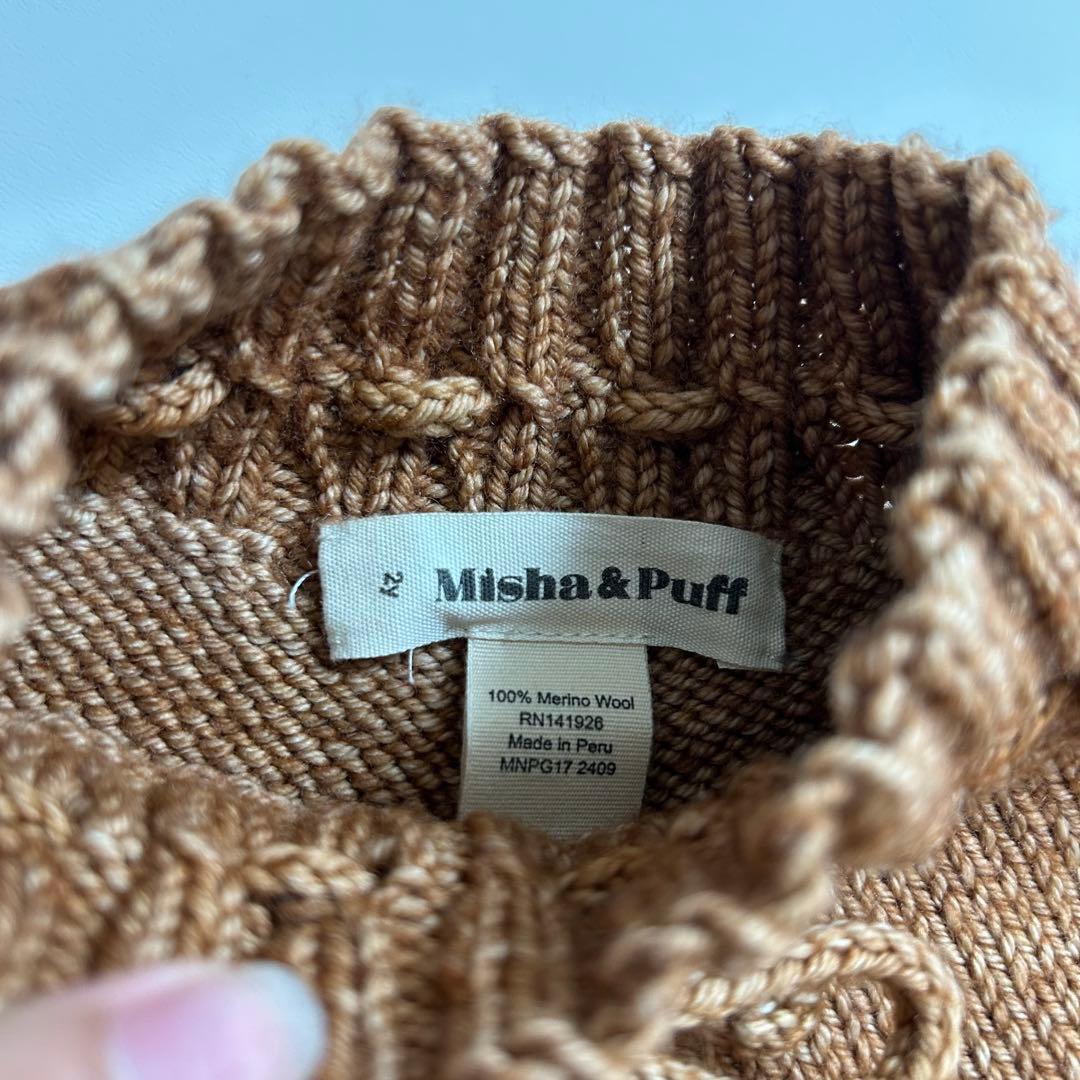 2Y
Misha & Puff
100% Merino Wool
RN141926
Made in Peru
MNPG17 2409